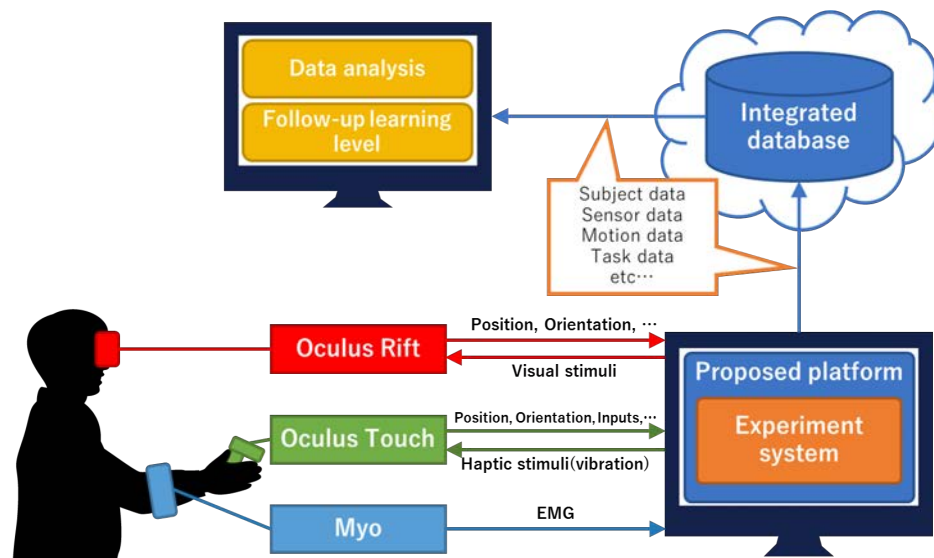 Data analysis
Follow-up learning
level
Integrated
database
Subject data
Sensor data
Motion data
Task data
etc…
Oculus Rift
Position, Orientation, …
Visual stimuli
Oculus Touch
Position, Orientation, Inputs,…
Haptic stimuli(vibration)
Myo
EMG
Proposed platform
Experiment
system